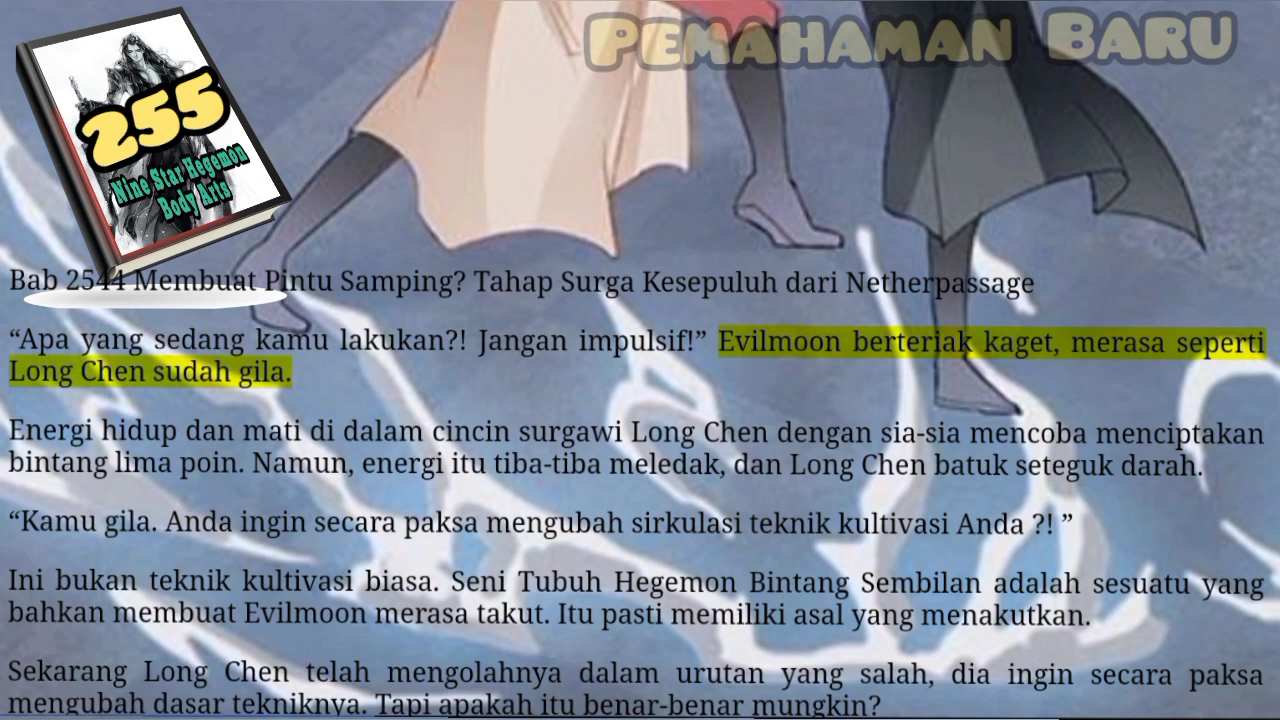 Pemahaman Baru
255
Nine Star Hegemon
Body Arts
Bab 2544 Membuat Pintu Samping? Tahap Surga Kesepuluh dari Netherpassage
“Apa yang sedang kamu lakukan?! Jangan impulsif!” Evilmoon berteriak kaget, merasa seperti
Long Chen sudah gila.
Energi hidup dan mati di dalam cincin surgawi Long Chen dengan sia-sia mencoba menciptakan
bintang lima poin. Namun, energi itu tiba-tiba meledak, dan Long Chen batuk seteguk darah.
“Kamu gila. Anda ingin secara paksa mengubah sirkulasi teknik kultivasi Anda ?! ”
Ini bukan teknik kultivasi biasa. Seni Tubuh Hegemon Bintang Sembilan adalah sesuatu yang
bahkan membuat Evilmoon merasa takut. Itu pasti memiliki asal yang menakutkan.
Sekarang Long Chen telah mengolahnya dalam urutan yang salah, dia ingin secara paksa
mengubah dasar tekniknya. Tapi apakah itu benar-benar mungkin?